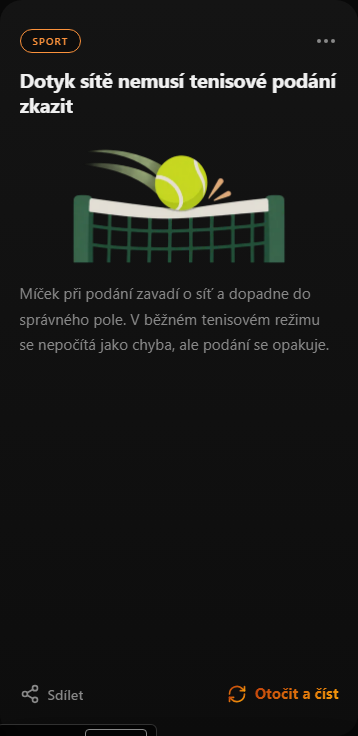 SPORT
Dotyk sítě nemusí tenisové podání
zkazit
Míček při podání zavadí o síť a dopadne do
správného pole. V běžném tenisovém režimu
se nepočítá jako chyba, ale podání se opakuje.
Sdílet
Otočit a číst